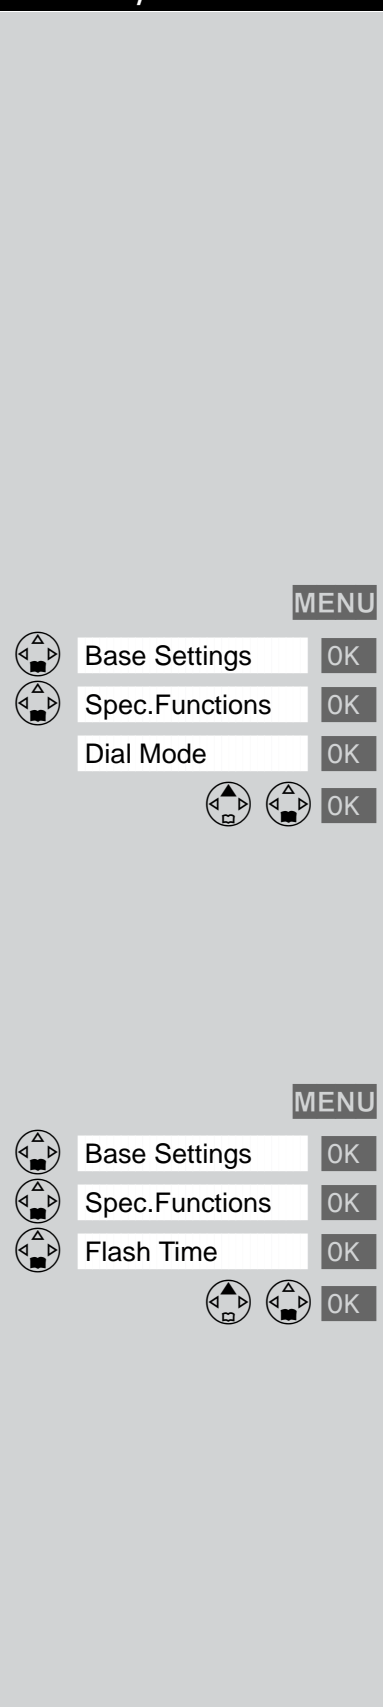 MENU
Base Settings OK
Spec.Functions OK
Dial Mode OK
OK
MENU
Base Settings OK
Spec.Functions OK
Flash Time OK
OK